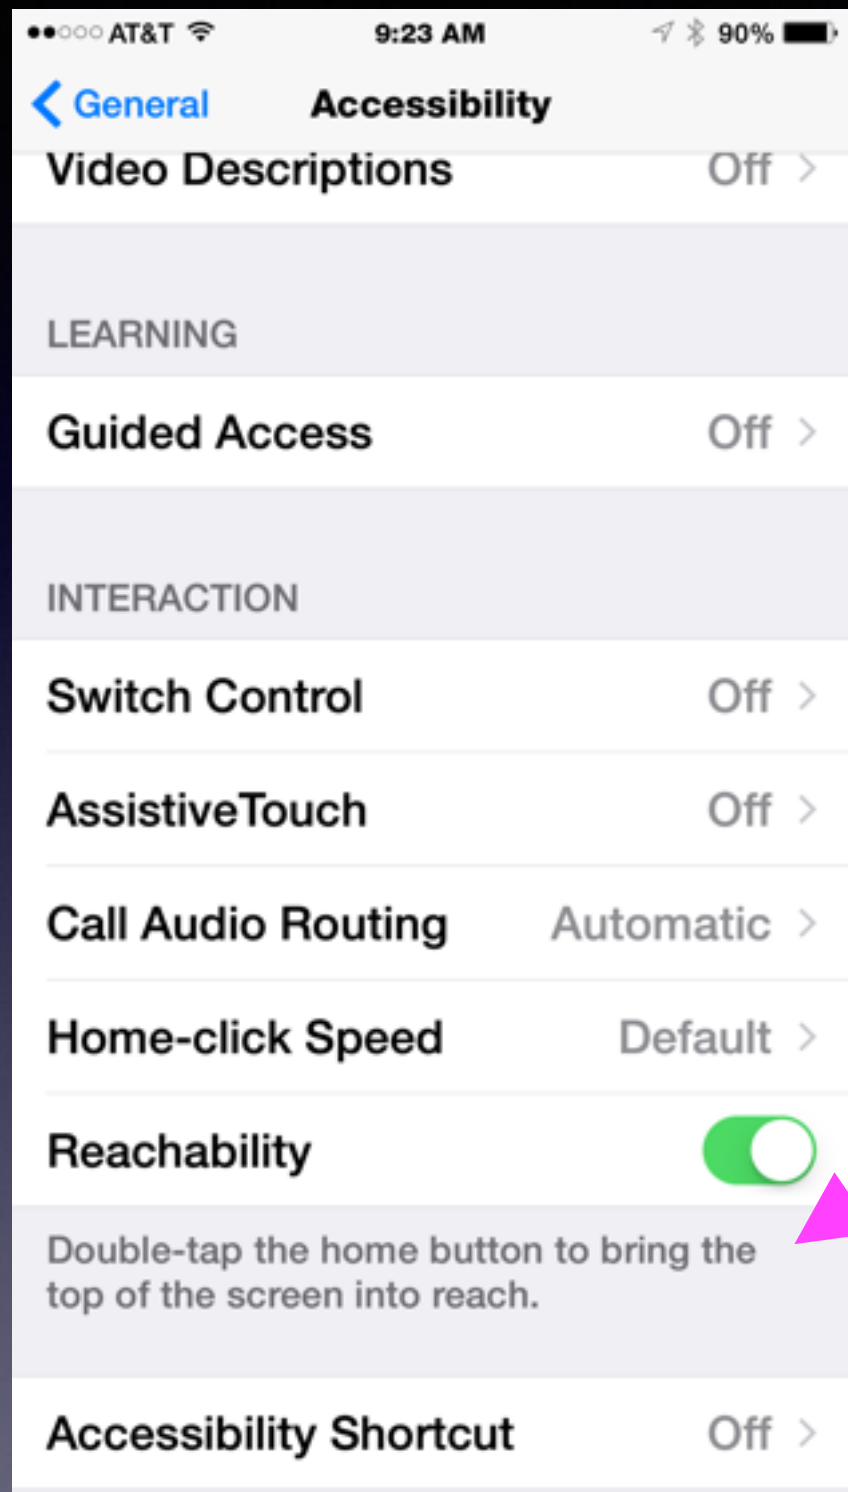 AT&T 9:23 AM 90%
General Accessibility
Video Descriptions Off
LEARNING
Guided Access Off
INTERACTION
Switch Control Off
AssistiveTouch Off
Call Audio Routing Automatic
Home-click Speed Default
Reachability
Double-tap the home button to bring the
top of the screen into reach.
Accessibility Shortcut Off